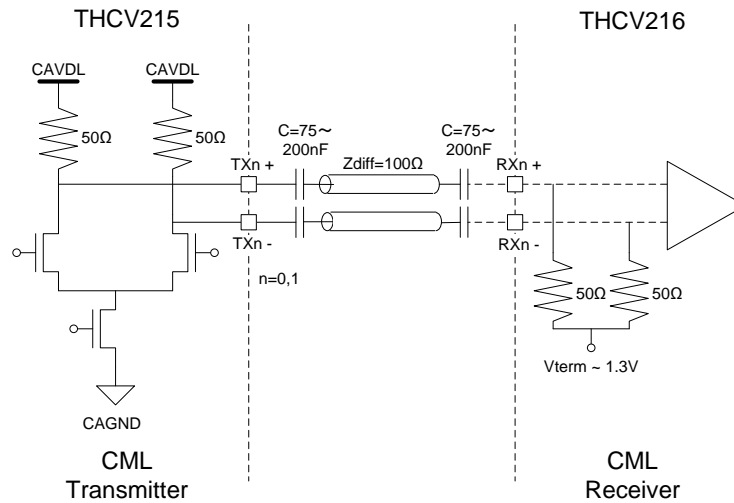 THCV215
THCV216
CAVDL
CAVDL
50Ω
50Ω
C=75～
200nF
Zdiff=100Ω
C=75～
200nF
TXn +
RXn +
TXn -
RXn -
n=0,1
50Ω
50Ω
Vterm ~ 1.3V
CAGND
CML
Transmitter
CML
Receiver